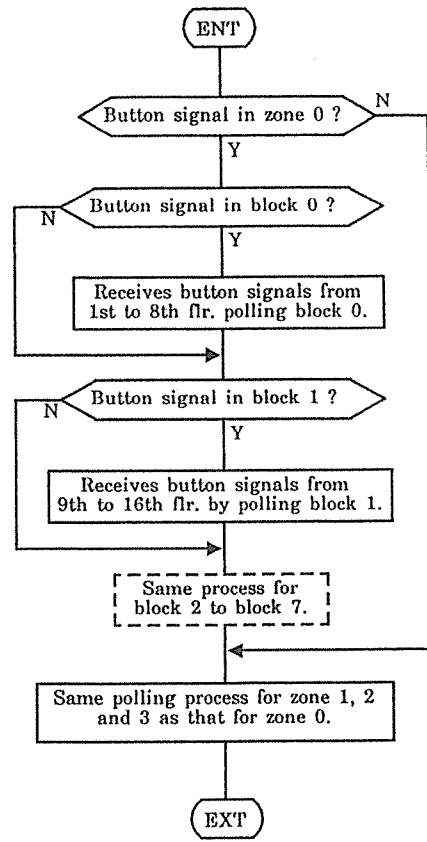 ENT
Button signal in zone 0 ?
N
Y
Button signal in block 0 ?
N
Y
Receives button signals from
1st to 8th flr. polling block 0.
Button signal in block 1 ?
N
Y
Receives button signals from
9th to 16th flr. by polling block 1.
Same process for
block 2 to block 7.
Same polling process for zone 1, 2
and 3 as that for zone 0.
EXT